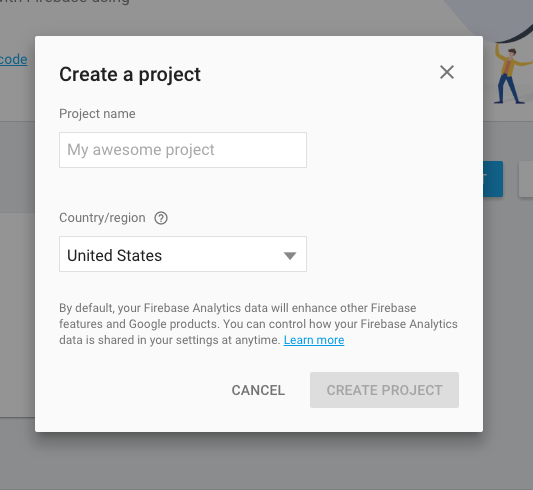 with Firebase using
code
Create a project
Project name
My awesome project
Country/region
United States
By default, your Firebase Analytics data will enhance other Firebase
features and Google products. You can control how your Firebase Analytics
data is shared in your settings at anytime. Learn more
CANCEL
CREATE PROJECT